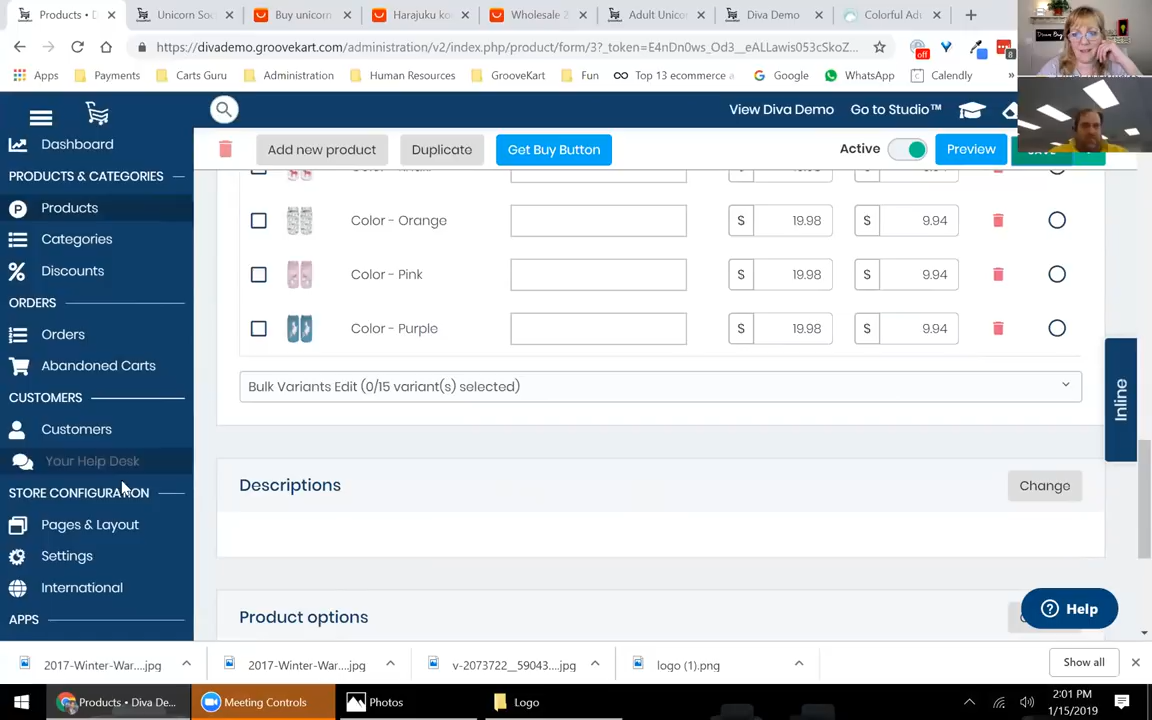 Products • Di
Unicorn Soc
Buy unicorn
Harajuku ko
Wholesale 2
Adult Unico
Diva Demo
Colorful Adu
https://divademo.groovekart.com/administration/v2/index.php/product/form/3?_token=E4nDn0ws_Od3__eALLawis053cSkoZ...
off
8
Apps
Payments
Carts Guru
Administration
Human Resources
GrooveKart
Fun
Top 13 ecommerce a
Google
WhatsApp
Calendly
»
View Diva Demo
Go to Studio™
Dashboard
PRODUCTS & CATEGORIES
Products
Categories
Discounts
ORDERS
Orders
Abandoned Carts
CUSTOMERS
Customers
Your Help Desk
STORE CONFIGURATION
Pages & Layout
Settings
International
APPS
Add new product
Duplicate
Get Buy Button
Active
Preview
Color - Orange
$ 19.98
$ 9.94
Color - Pink
$ 19.98
$ 9.94
Color - Purple
$ 19.98
$ 9.94
Bulk Variants Edit (0/15 variant(s) selected)
Inline
Descriptions
Change
Product options
Help
2017-Winter-War....jpg
2017-Winter-War....jpg
v-2073722__59043....jpg
logo (1).png
Show all
Products • Diva De...
Meeting Controls
Photos
Logo
2:01 PM
1/15/2019